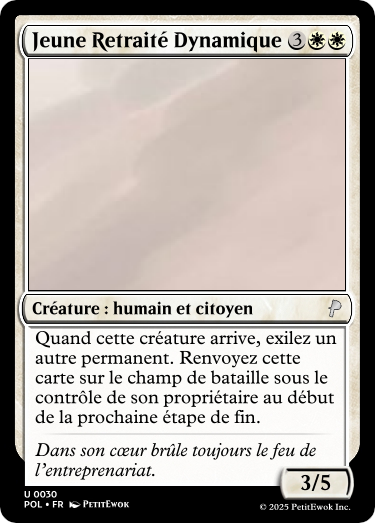 Jeune Retraité Dynamique 3
Créature : humain et citoyen
Quand cette créature arrive, exilez un
autre permanent. Renvoyez cette
carte sur le champ de bataille sous le
contrôle de son propriétaire au début
de la prochaine étape de fin.
Dans son cœur brûle toujours le feu de
l'entreprenariat.
3/5
U 0030
POL • FR PetitEwok
© 2025 PetitEwok Inc.